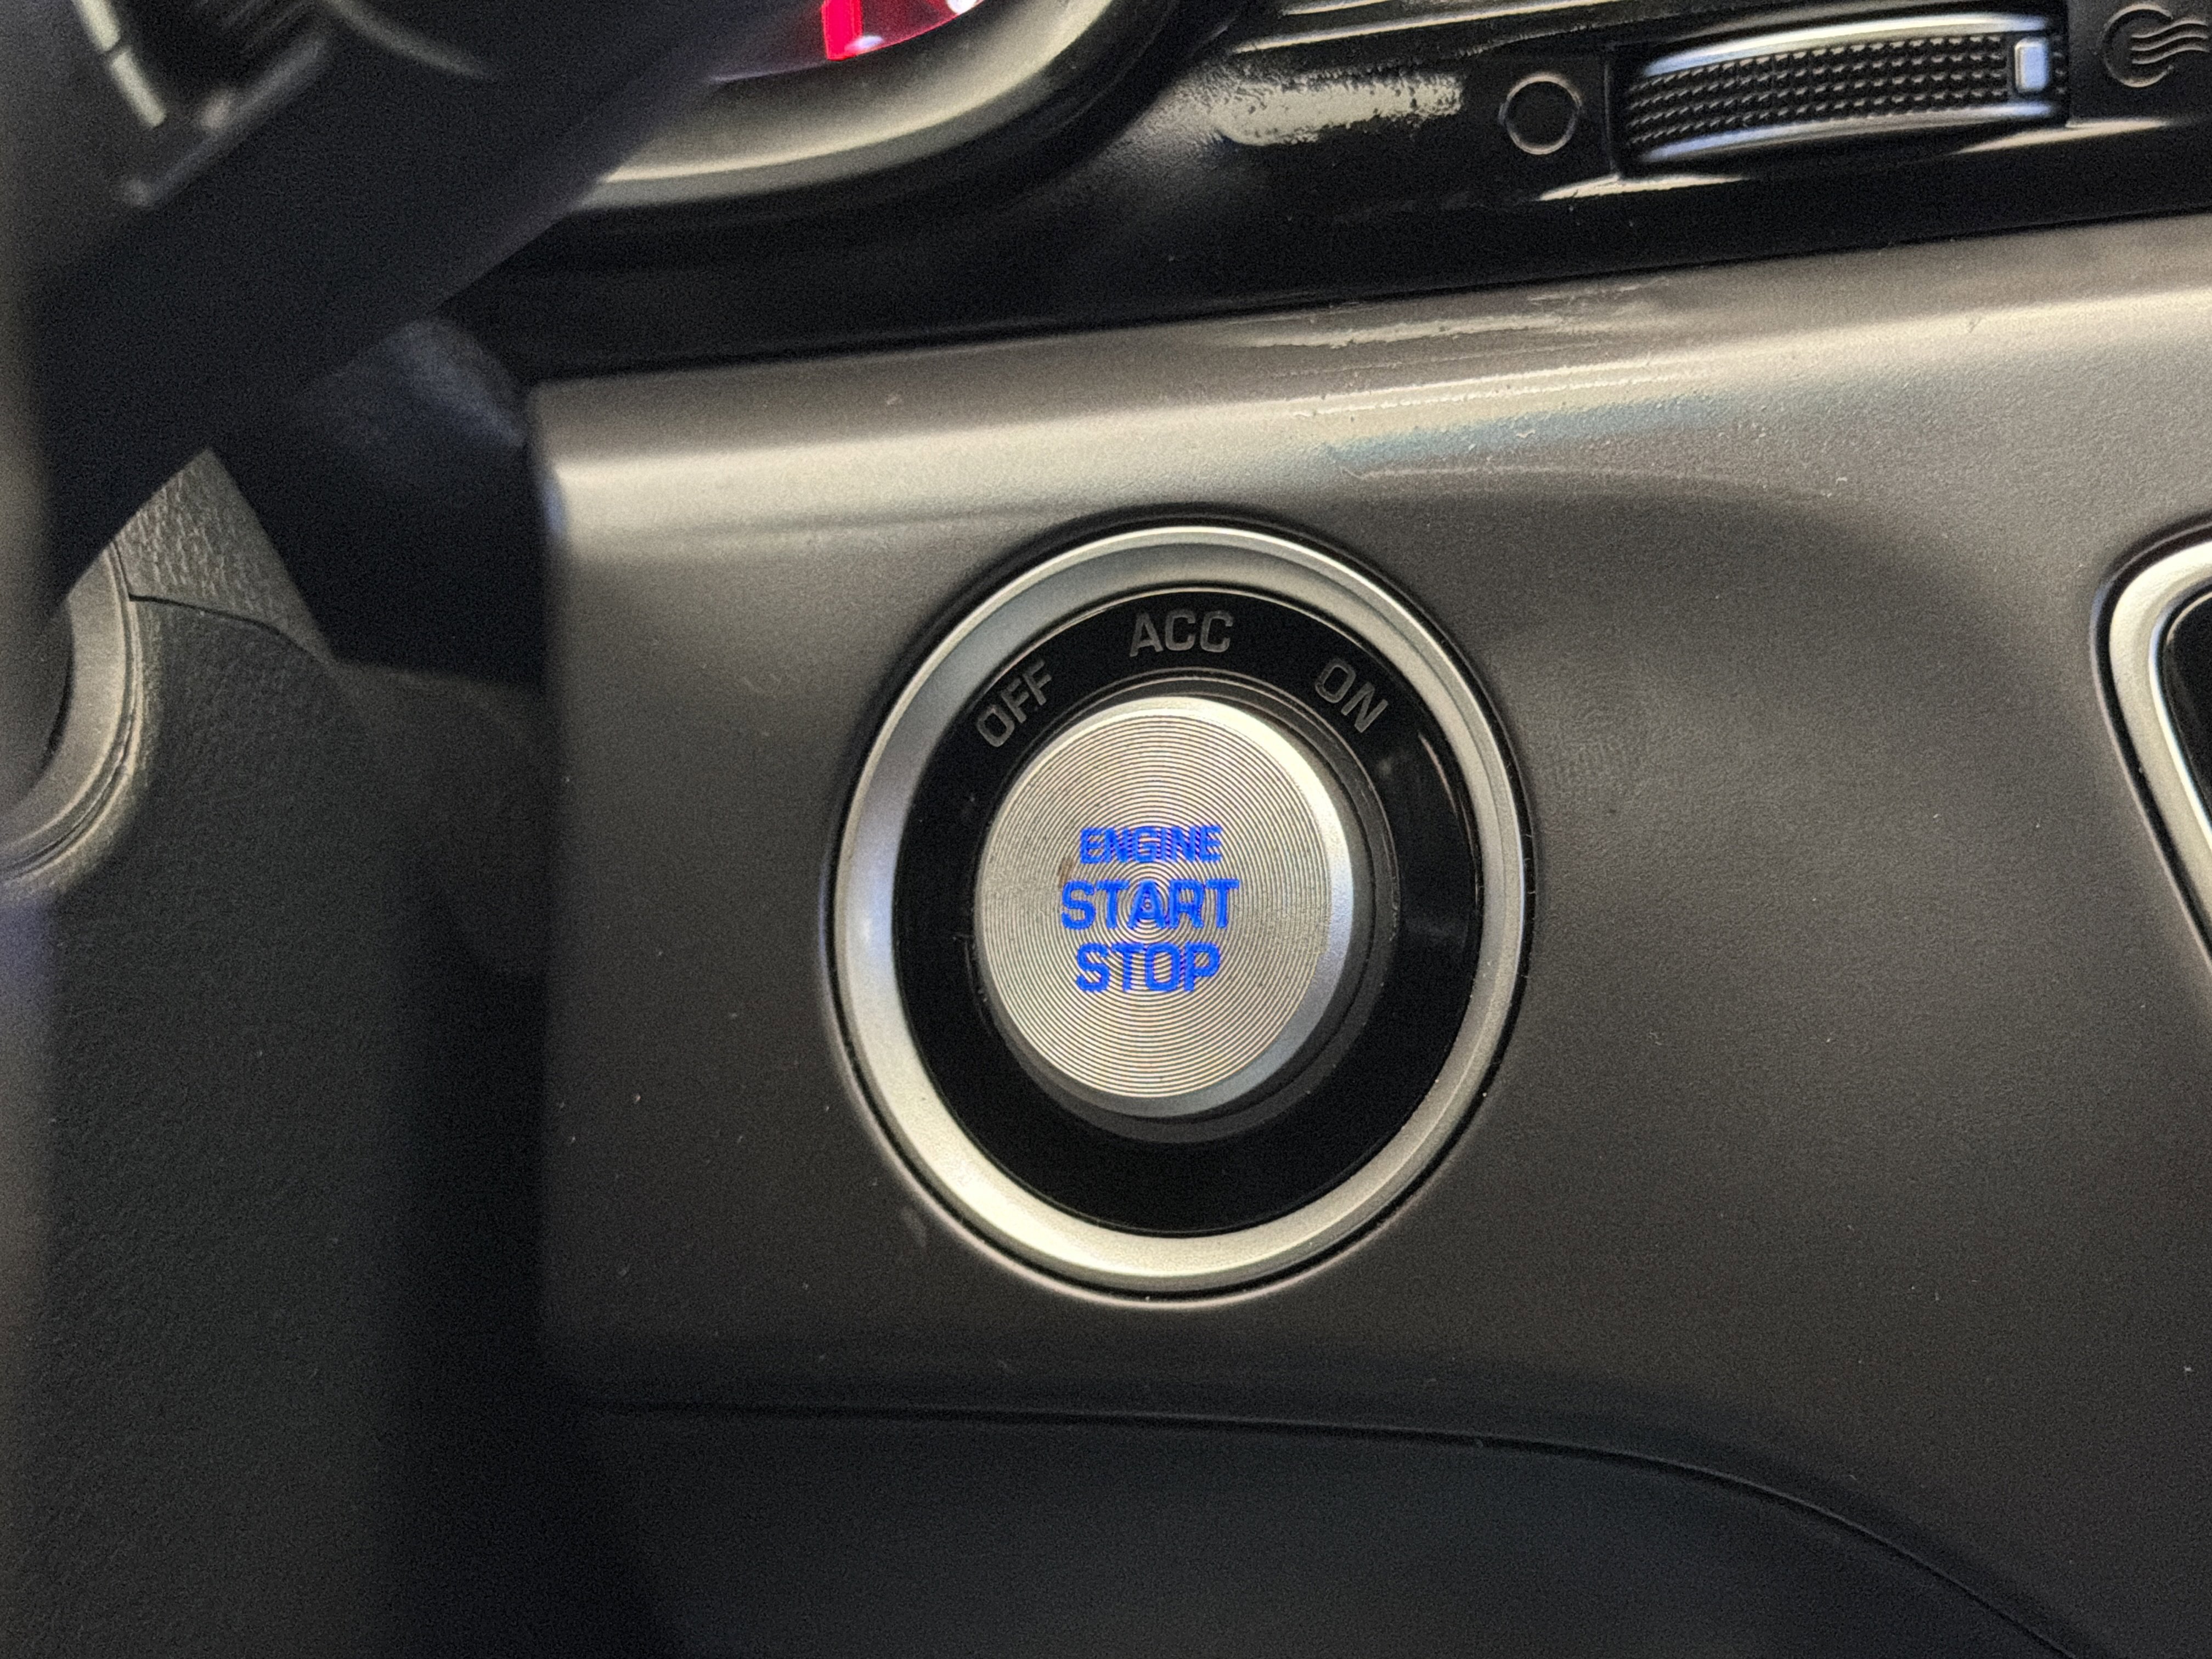 OFF ACC ON
ENGINE
START
STOP